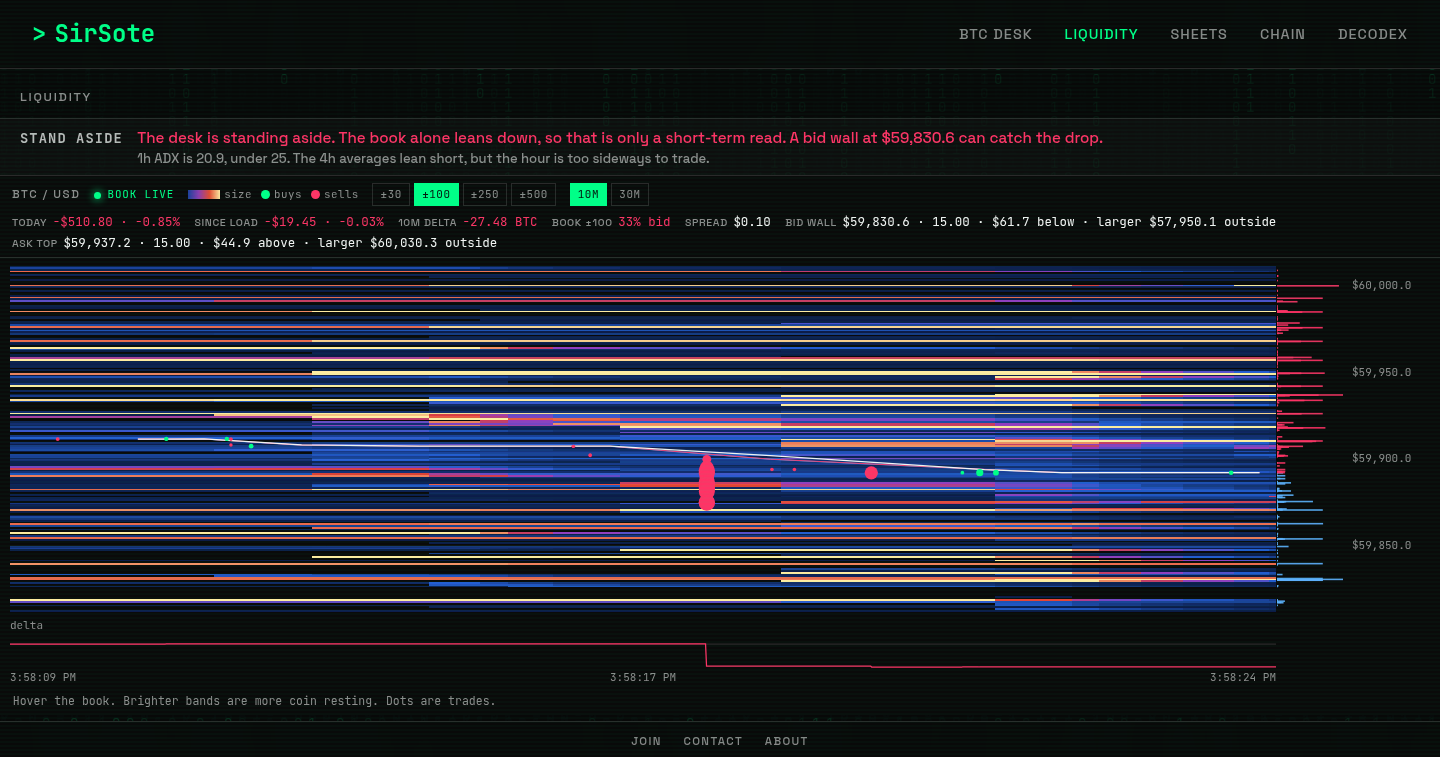 > SirSote
BTC DESK LIQUIDITY SHEETS CHAIN DECODEX
LIQUIDITY
STAND ASIDE The desk is standing aside. The book alone leans down, so that is only a short-term read. A bid wall at $59,830.6 can catch the drop.
1h ADX is 20.9, under 25. The 4h averages lean short, but the hour is too sideways to trade.
BTC / USD BOOK LIVE size buys sells ±30 ±100 ±250 ±500 10M 30M
TODAY -$510.80 · -0.85% SINCE LOAD -$19.45 · -0.03% 10M DELTA -27.48 BTC BOOK ±100 33% bid SPREAD $0.10 BID WALL $59,830.6 · 15.00 · $61.7 below · larger $57,950.1 outside
ASK TOP $59,937.2 · 15.00 · $44.9 above · larger $60,030.3 outside
$60,000.0
$59,950.0
$59,900.0
$59,850.0
delta
3:58:09 PM 3:58:17 PM 3:58:24 PM
Hover the book. Brighter bands are more coin resting. Dots are trades.
JOIN CONTACT ABOUT